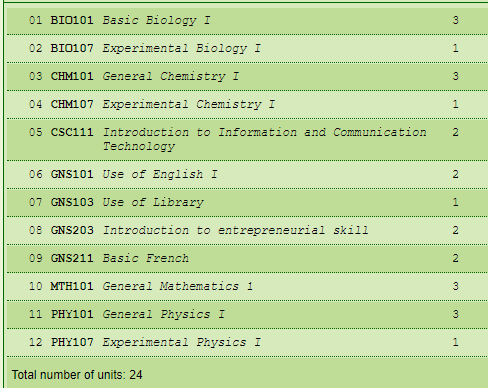 01 BIO101 Basic Biology I 3
02 BIO107 Experimental Biology I 1
03 CHM101 General Chemistry I 3
04 CHM107 Experimental Chemistry I 1
05 CSC111 Introduction to Information and Communication 2
Technology
06 GNS101 Use of English I 2
07 GNS103 Use of Library 1
08 GNS203 Introduction to entrepreneurial skill 2
09 GNS211 Basic French 2
10 MTH101 General Mathematics 1 3
11 PHY101 General Physics I 3
12 PHY107 Experimental Physics I 1
Total number of units: 24